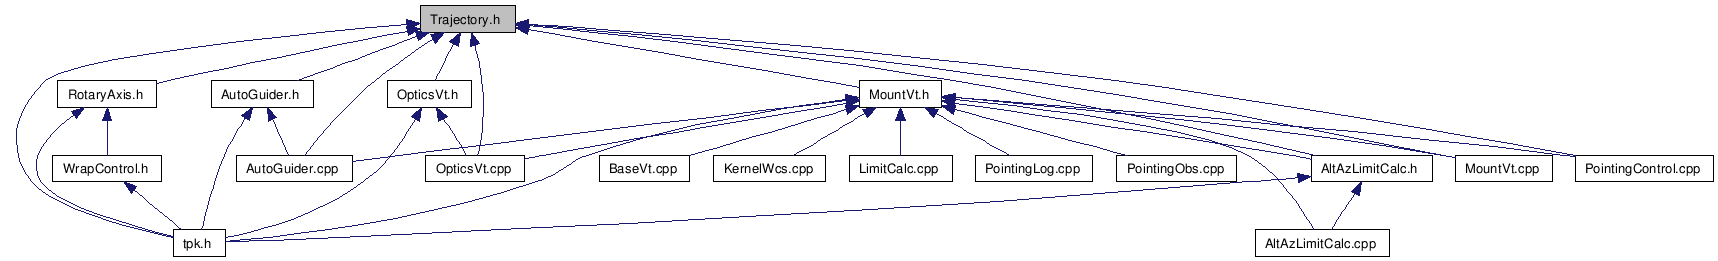 Trajectory.h
RotaryAxis.h
AutoGuider.h
OpticsVt.h
MountVt.h
WrapControl.h
AutoGuider.cpp
OpticsVt.cpp
BaseVt.cpp
KernelWcs.cpp
LimitCalc.cpp
PointingLog.cpp
PointingObs.cpp
AltAzLimitCalc.h
MountVt.cpp
PointingControl.cpp
tpk.h
AltAzLimitCalc.cpp